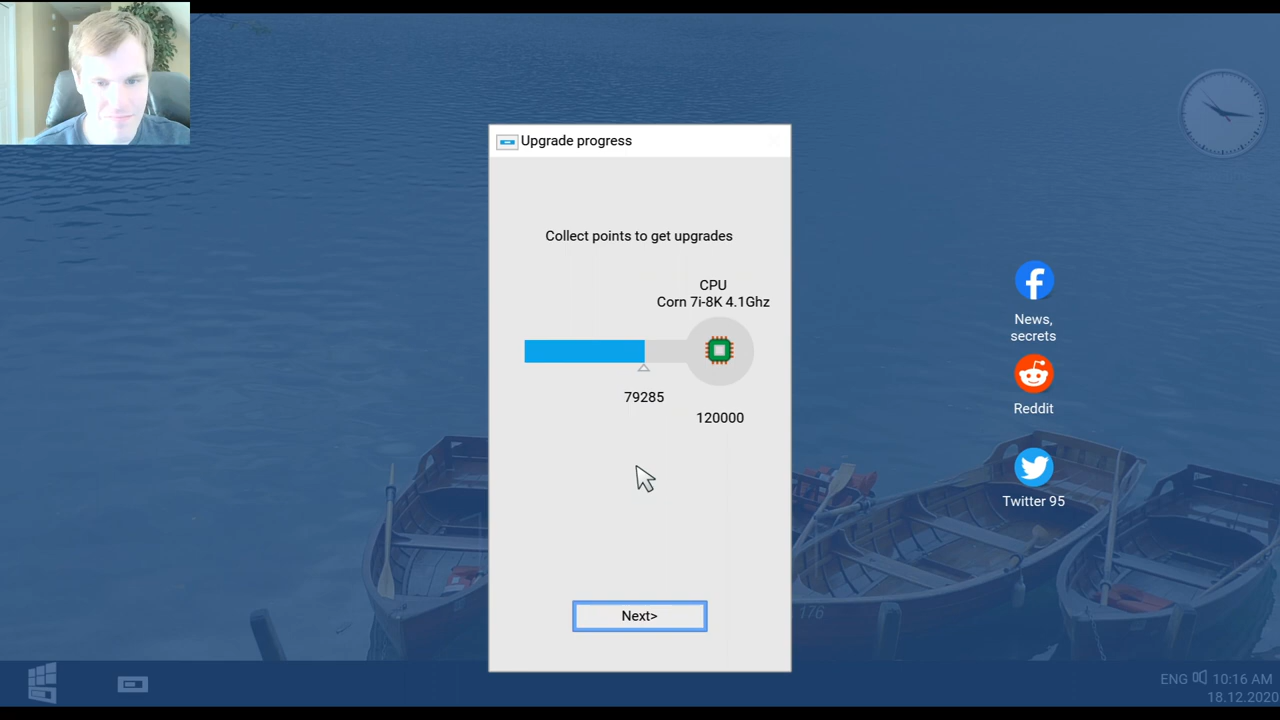 Upgrade progress
Collect points to get upgrades
CPU
Corn 7i-8K 4.1Ghz
79285
120000
Next>
News,
secrets
Reddit
Twitter 95
176
ENG 10:16 AM
18.12.2020